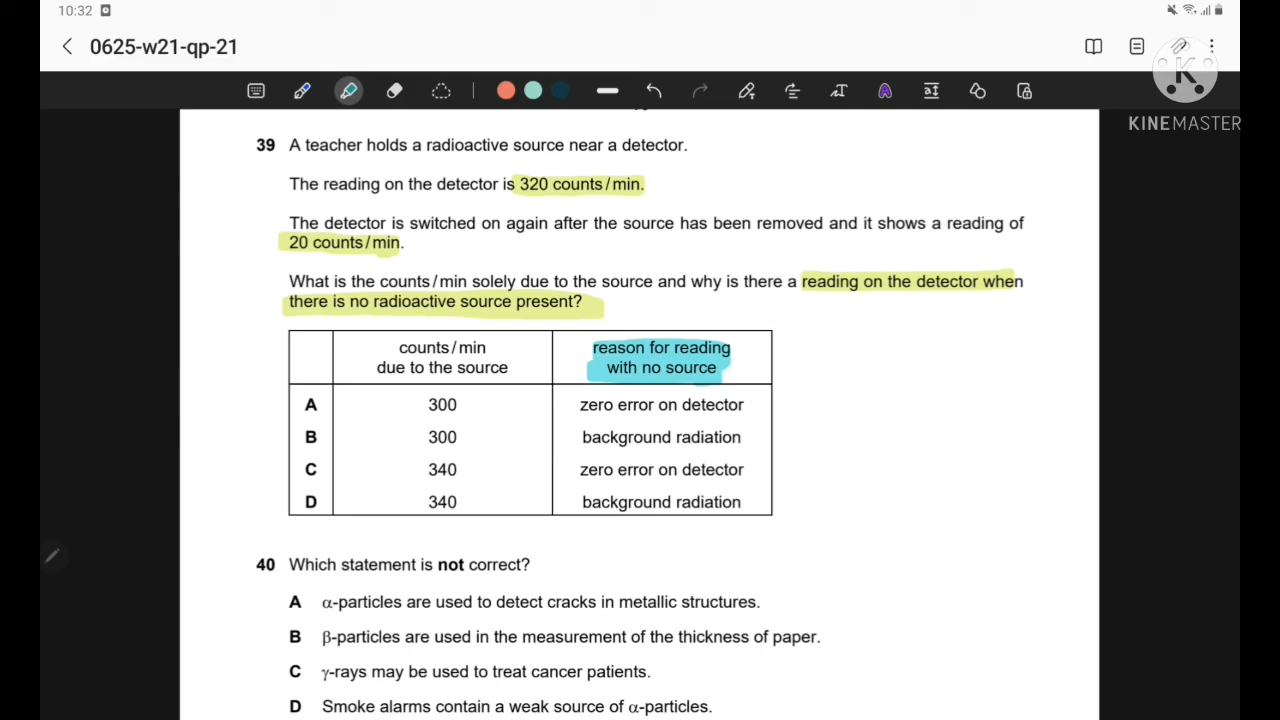 10:32
0625-w21-qp-21
K
KINEMASTER
39 A teacher holds a radioactive source near a detector.
The reading on the detector is 320 counts/min.
The detector is switched on again after the source has been removed and it shows a reading of
20 counts/min.
What is the counts/min solely due to the source and why is there a reading on the detector when
there is no radioactive source present?
counts/min reason for reading
due to the source with no source
A 300 zero error on detector
B 300 background radiation
C 340 zero error on detector
D 340 background radiation
40 Which statement is not correct?
A α-particles are used to detect cracks in metallic structures.
B β-particles are used in the measurement of the thickness of paper.
C γ-rays may be used to treat cancer patients.
D Smoke alarms contain a weak source of α-particles.